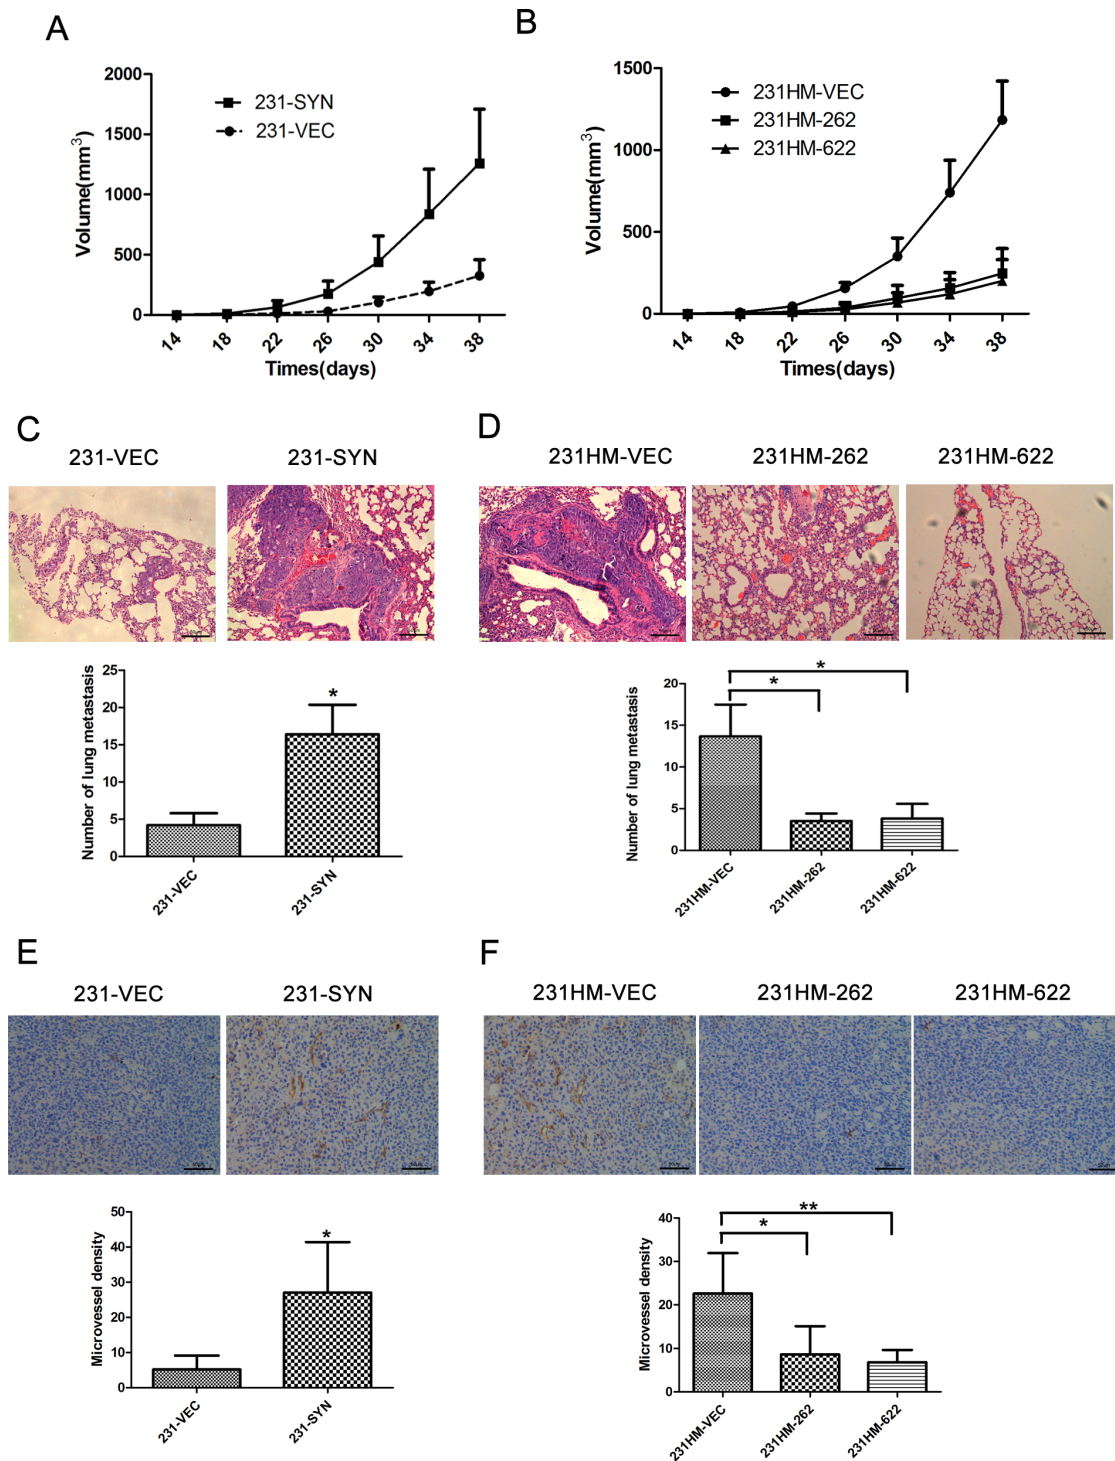 A
2000
1500
1000
500
0
Volume(mm³)
231-SYN
231-VEC
14 18 22 26 30 34 38
Times(days)
B
1500
1000
500
0
Volume(mm³)
231HM-VEC
231HM-262
231HM-622
14 18 22 26 30 34 38
Times(days)
C
231-VEC 231-SYN
25
20
15
10
5
0
Number of lung metastasis
*
231-VEC 231-SYN
D
231HM-VEC 231HM-262 231HM-622
20
15
10
5
0
Number of lung metastasis
*
*
231HM-VEC 231HM-262 231HM-622
E
231-VEC 231-SYN
50
40
30
20
10
0
Microvessel density
*
231-VEC 231-SYN
F
231HM-VEC 231HM-262 231HM-622
40
30
20
10
0
Microvessel density
**
*
231HM-VEC 231HM-262 231HM-622